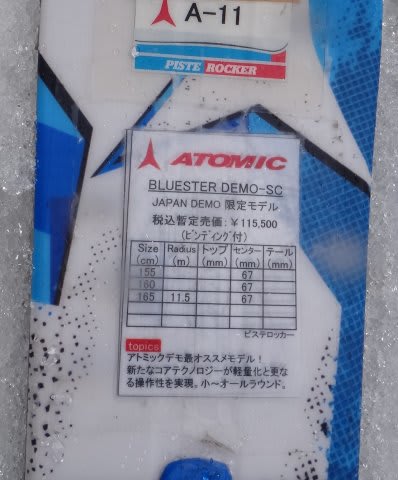 A-11
PISTE ROCKER
ATOMIC
BLUESTER DEMO-SC
JAPAN DEMO 限定モデル
税込暫定売価：￥115,500
(ビンディング付)
Size (cm) Radius (m) トップ (mm) センター (mm) テール (mm)
155 67
160 67
165 11.5 67
ピステロッカー
topics
アトミックデモ最オススメモデル！
新たなコアテクノロジーが軽量化と更な
る操作性を実現。小～オールラウンド。